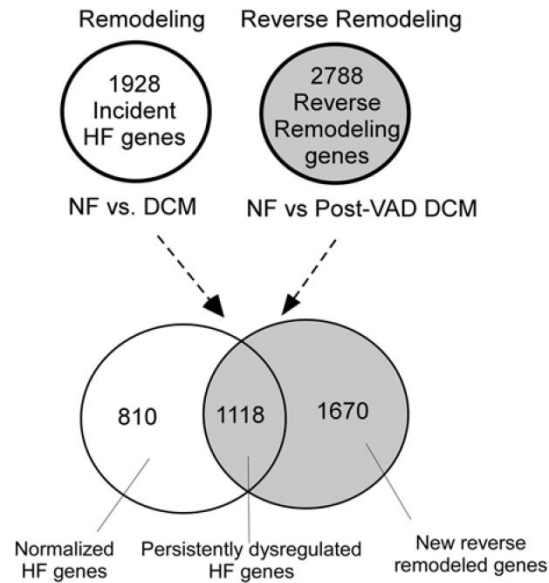 Remodeling
Reverse Remodeling
1928
Incident
HF genes
2788
Reverse
Remodeling
genes
NF vs. DCM
NF vs Post-VAD DCM
810
1118
1670
Normalized
HF genes
Persistently dysregulated
HF genes
New reverse
remodeled genes